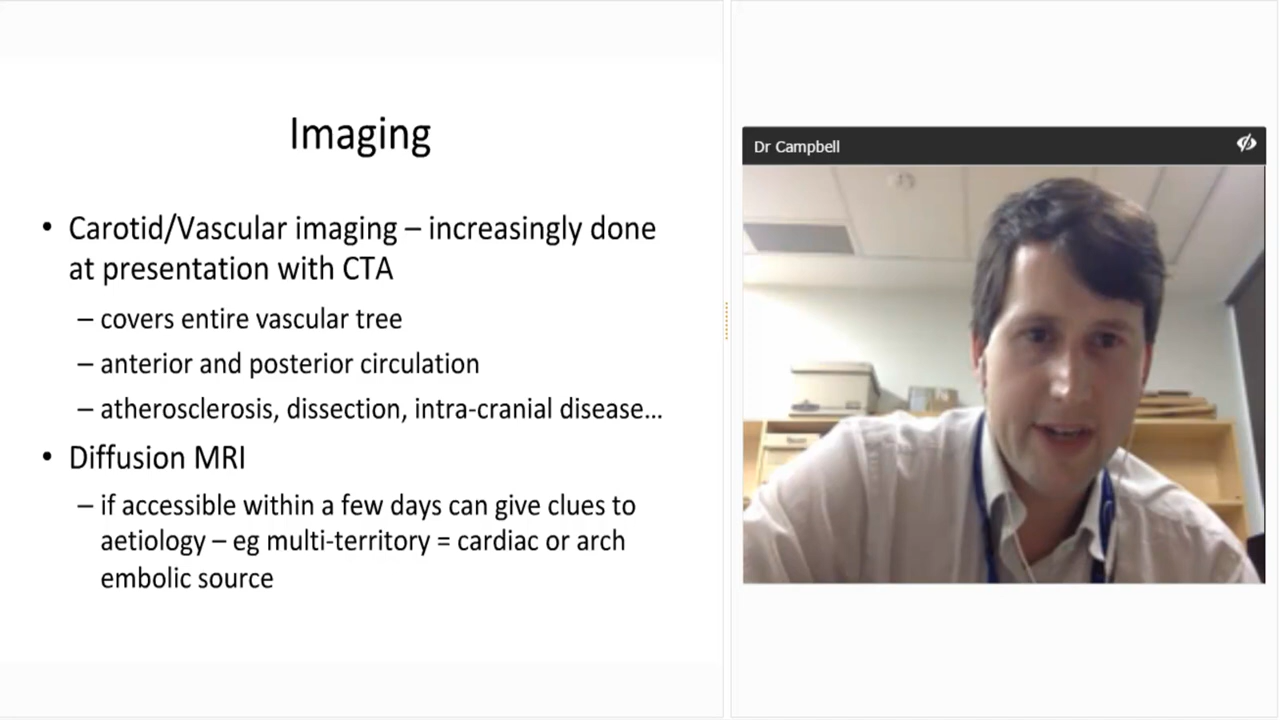 Imaging
• Carotid/Vascular imaging – increasingly done
at presentation with CTA
– covers entire vascular tree
– anterior and posterior circulation
– atherosclerosis, dissection, intra-cranial disease...
• Diffusion MRI
– if accessible within a few days can give clues to
aetiology – eg multi-territory = cardiac or arch
embolic source
Dr Campbell